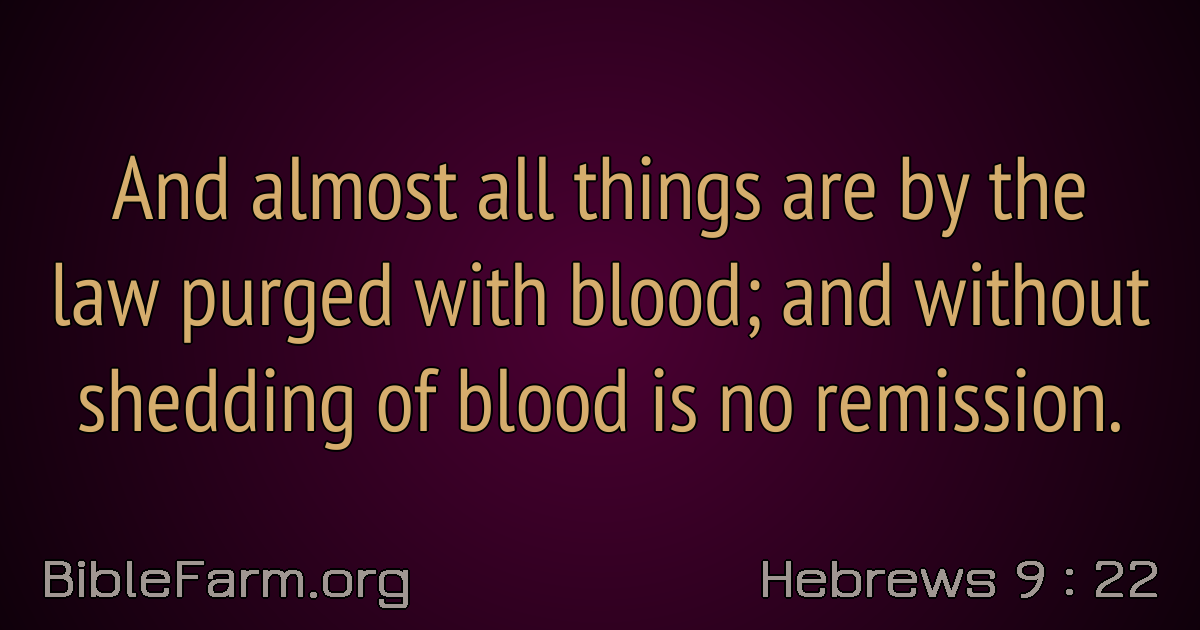 And almost all things are by the
law purged with blood; and without
shedding of blood is no remission.
BibleFarm.org
Hebrews 9 : 22